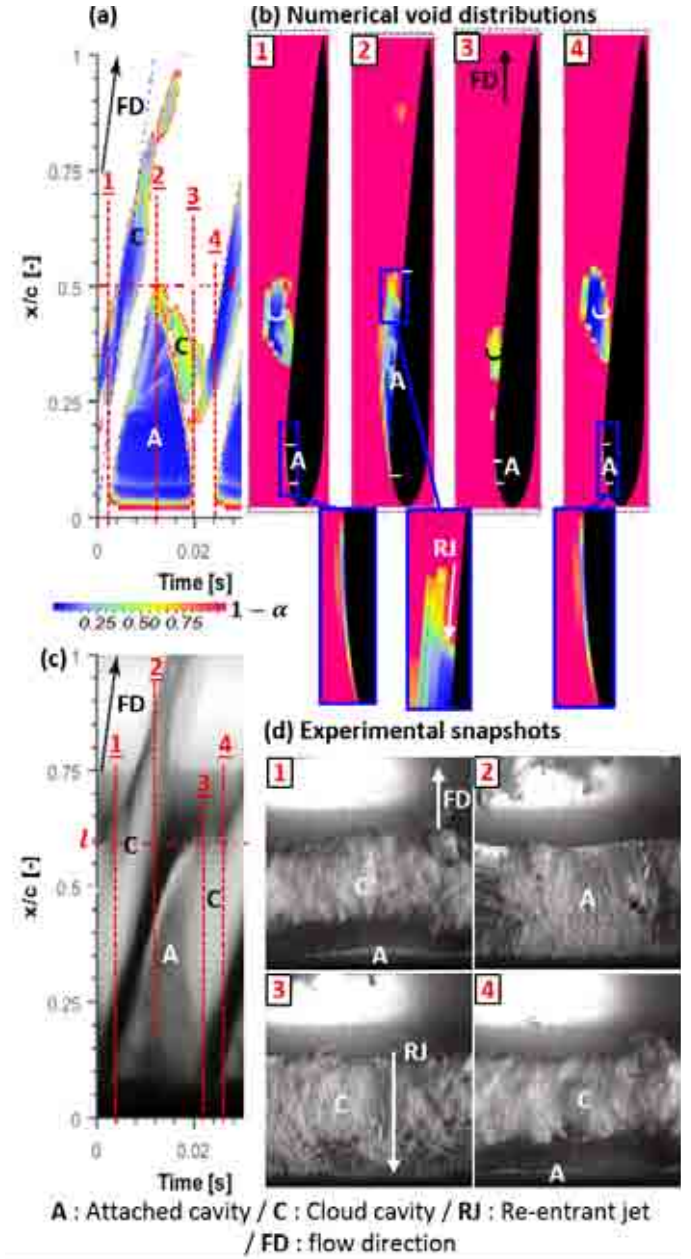 (a)
(b) Numerical void distributions
1
2
3
4
FD
FD
1
2
3
4
C
C
A
C
A
A
C
A
C
A
x/c [-]
1
0.75
0.5
0.25
0
0
0.02
Time [s]
RJ
0.25 0.50 0.75
1 − α
(c)
(d) Experimental snapshots
1
2
3
4
FD
1
2
3
4
l
C
C
A
x/c [-]
1
0.75
0.5
0.25
0
0
0.02
Time [s]
FD
C
A
A
RJ
C
C
A
A : Attached cavity / C : Cloud cavity / RJ : Re-entrant jet
/ FD : flow direction